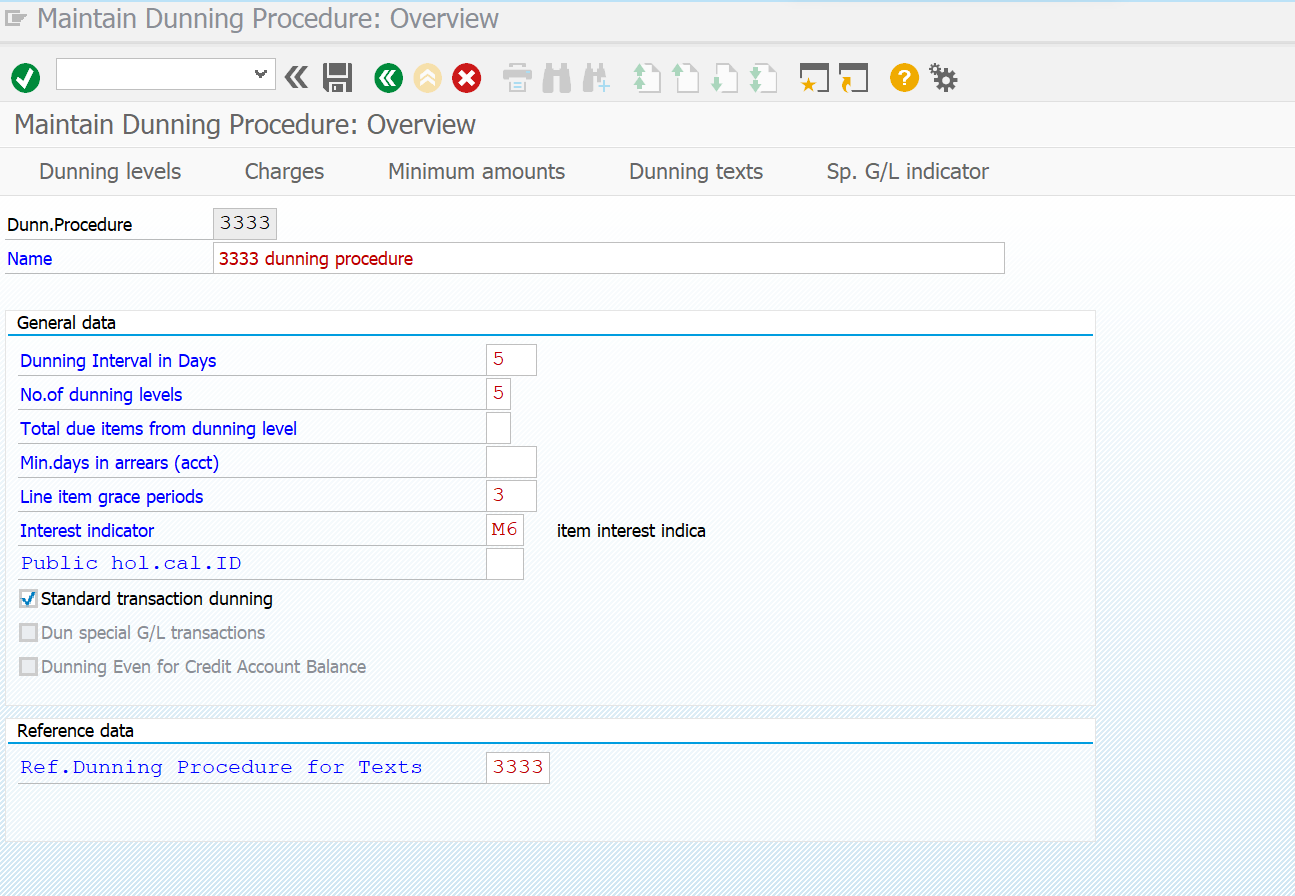 Maintain Dunning Procedure: Overview
Maintain Dunning Procedure: Overview
Dunning levels Charges Minimum amounts Dunning texts Sp. G/L indicator
Dunn.Procedure 3333
Name 3333 dunning procedure
General data
Dunning Interval in Days 5
No.of dunning levels 5
Total due items from dunning level
Min.days in arrears (acct)
Line item grace periods 3
Interest indicator M6 item interest indica
Public hol.cal.ID
Standard transaction dunning
Dun special G/L transactions
Dunning Even for Credit Account Balance
Reference data
Ref.Dunning Procedure for Texts 3333